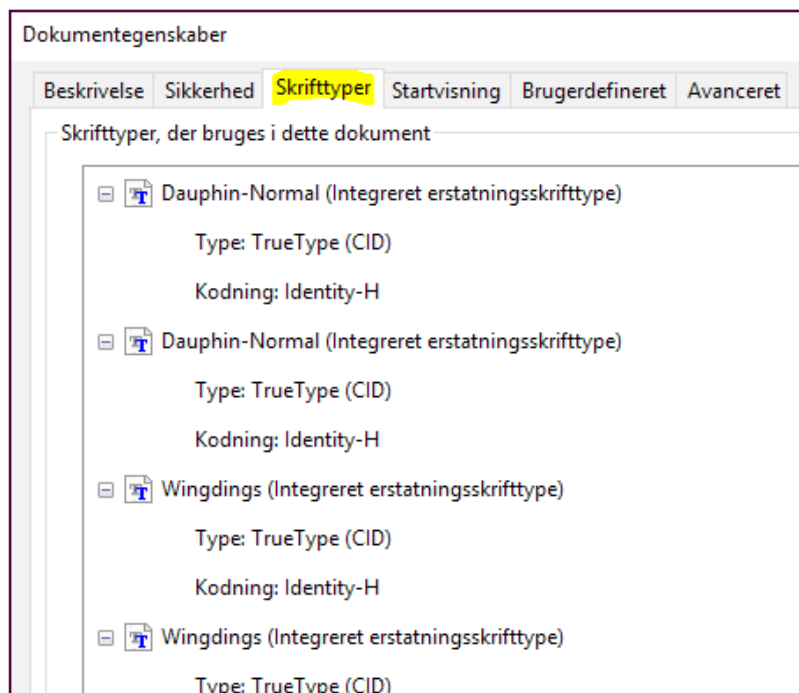 Dokumentegenskaber
Beskrivelse Sikkerhed Skrifttyper Startvisning Brugerdefineret Avanceret
Skrifttyper, der bruges i dette dokument
Dauphin-Normal (Integreret erstatningsskrifttype)
Type: TrueType (CID)
Kodning: Identity-H
Dauphin-Normal (Integreret erstatningsskrifttype)
Type: TrueType (CID)
Kodning: Identity-H
Wingdings (Integreret erstatningsskrifttype)
Type: TrueType (CID)
Kodning: Identity-H
Wingdings (Integreret erstatningsskrifttype)
Type: TrueType (CID)